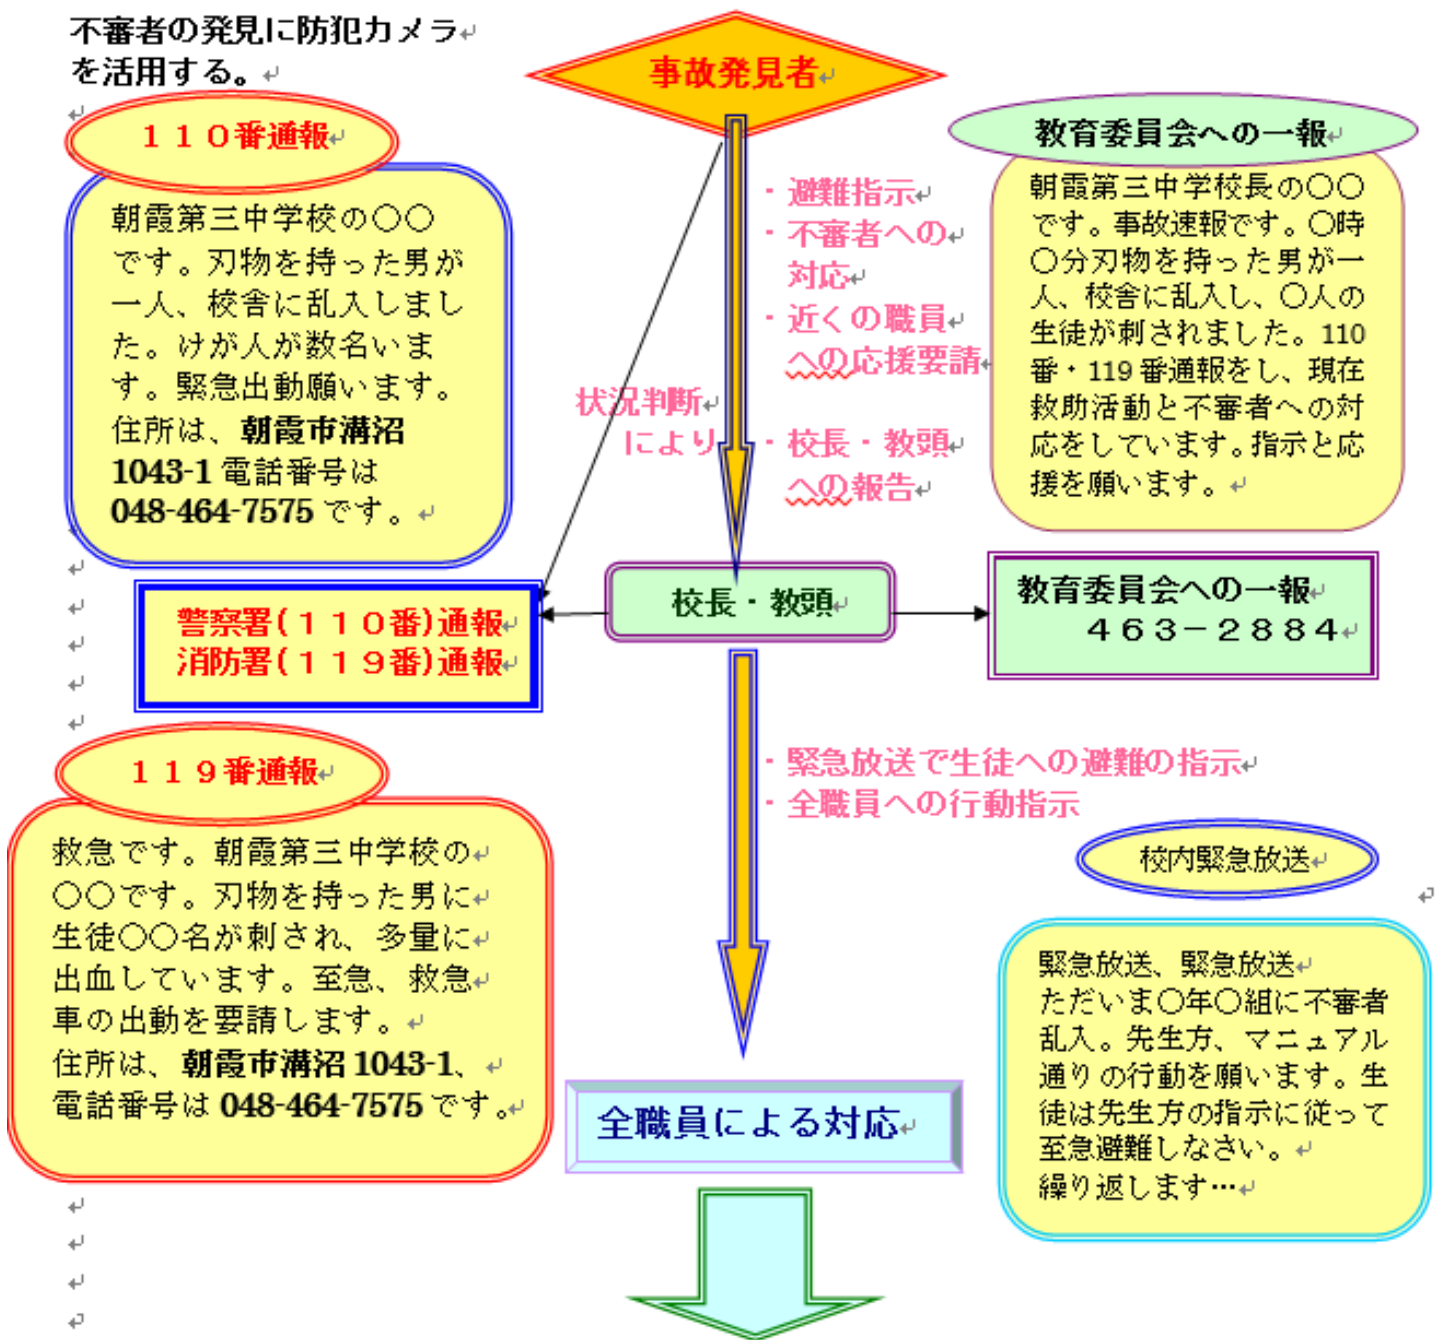 不審者の発見に防犯カメラ
を活用する。
事故発見者
１１０番通報
朝霞第三中学校の〇〇
です。刃物を持った男が
一人、校舎に乱入しまし
た。けが人が数名いま
す。緊急出動願います。
住所は、朝霞市溝沼
1043-1 電話番号は
048-464-7575 です。
教育委員会への一報
朝霞第三中学校長の〇〇
です。事故速報です。〇時
〇分刃物を持った男が一
人、校舎に乱入し、〇人の
生徒が刺されました。110
番・119 番通報をし、現在
救助活動と不審者への対
応をしています。指示と応
援を願います。
・避難指示
・不審者への
対応
・近くの職員
への応援要請
状況判断
により
・校長・教頭
への報告
警察署(１１０番)通報
消防署(１１９番)通報
校長・教頭
教育委員会への一報
４６３－２８８４
１１９番通報
救急です。朝霞第三中学校の
〇〇です。刃物を持った男に
生徒〇〇名が刺され、多量に
出血しています。至急、救急
車の出動を要請します。
住所は、朝霞市溝沼 1043-1、
電話番号は 048-464-7575 です。
・緊急放送で生徒への避難の指示
・全職員への行動指示
校内緊急放送
緊急放送、緊急放送
ただいま〇年〇組に不審者
乱入。先生方、マニュアル
通りの行動を願います。生
徒は先生方の指示に従って
至急避難しなさい。
繰り返します…
全職員による対応